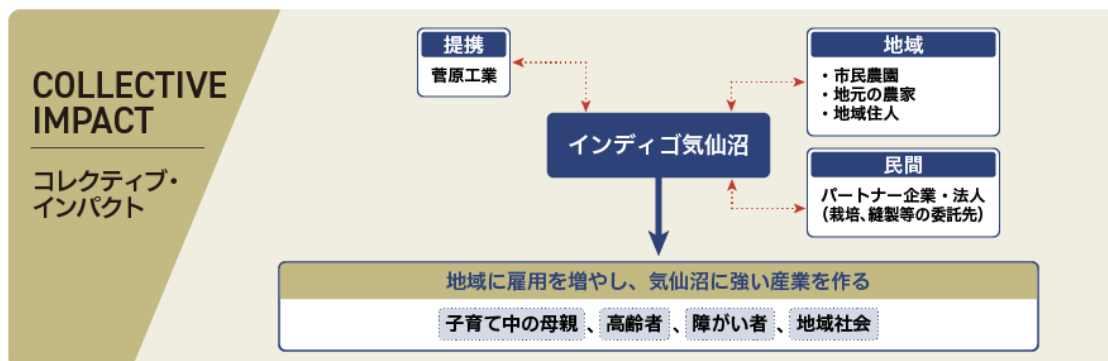 COLLECTIVE
IMPACT
コレクティブ・
インパクト
提携
菅原工業
地域
・市民農園
・地元の農家
・地域住人
インディゴ気仙沼
民間
パートナー企業・法人
（栽培、縫製等の委託先）
地域に雇用を増やし、気仙沼に強い産業を作る
子育て中の母親、高齢者、障がい者、地域社会